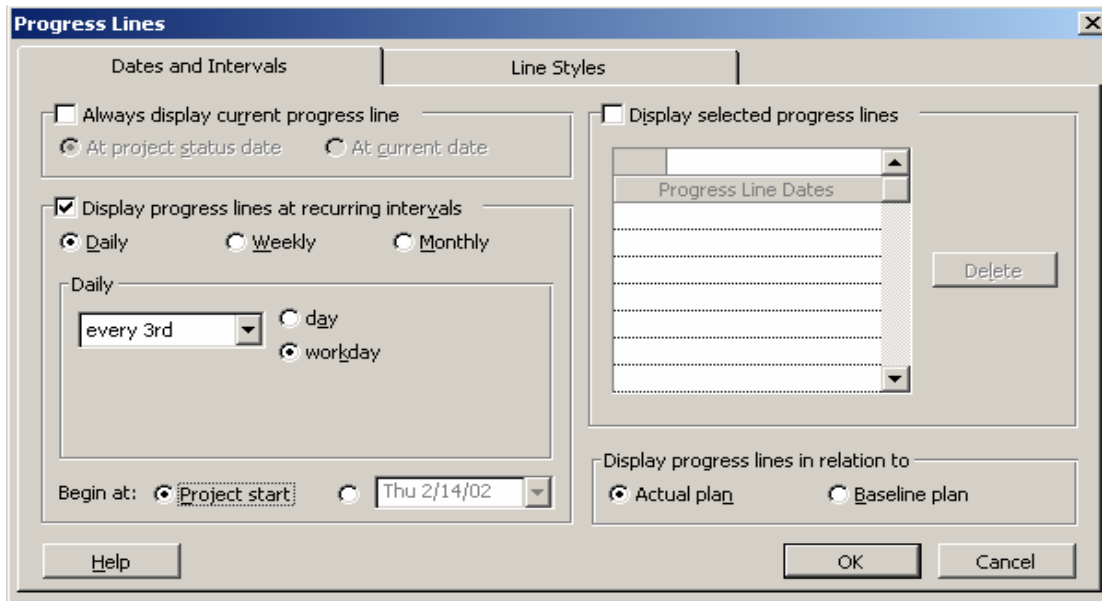 Progress Lines
Dates and Intervals
Line Styles
Always display current progress line
At project status date
At current date
Display progress lines at recurring intervals
Daily
Weekly
Monthly
Daily
every 3rd
day
workday
Begin at:
Project start
Thu 2/14/02
Display selected progress lines
Progress Line Dates
Delete
Display progress lines in relation to
Actual plan
Baseline plan
Help
OK
Cancel